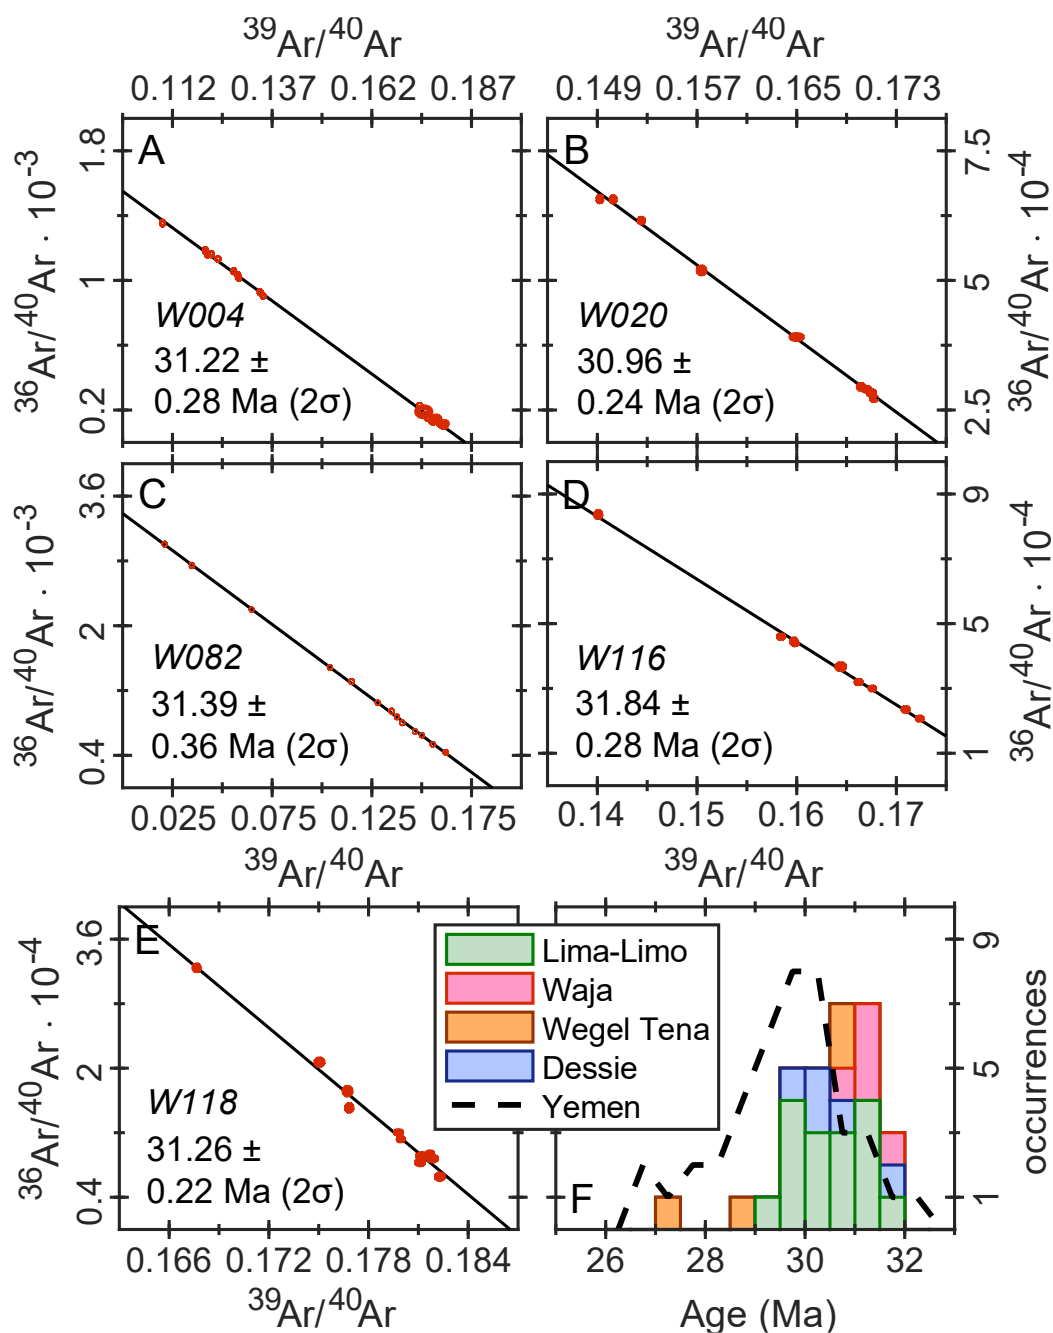 ³⁹Ar/⁴⁰Ar ³⁹Ar/⁴⁰Ar
0.112 0.137 0.162 0.187 0.149 0.157 0.165 0.173
³⁶Ar/⁴⁰Ar · 10⁻³
1.8
1
0.2
A
W004
31.22 ±
0.28 Ma (2σ)
B
W020
30.96 ±
0.24 Ma (2σ)
7.5
5
2.5
³⁶Ar/⁴⁰Ar · 10⁻⁴
³⁶Ar/⁴⁰Ar · 10⁻³
3.6
2
0.4
C
W082
31.39 ±
0.36 Ma (2σ)
D
W116
31.84 ±
0.28 Ma (2σ)
9
5
1
³⁶Ar/⁴⁰Ar · 10⁻⁴
0.025 0.075 0.125 0.175 0.14 0.15 0.16 0.17
³⁹Ar/⁴⁰Ar ³⁹Ar/⁴⁰Ar
³⁶Ar/⁴⁰Ar · 10⁻⁴
3.6
2
0.4
E
W118
31.26 ±
0.22 Ma (2σ)
0.166 0.172 0.178 0.184
³⁹Ar/⁴⁰Ar
Lima-Limo
Waja
Wegel Tena
Dessie
Yemen
F
9
5
1
occurrences
26 28 30 32
Age (Ma)